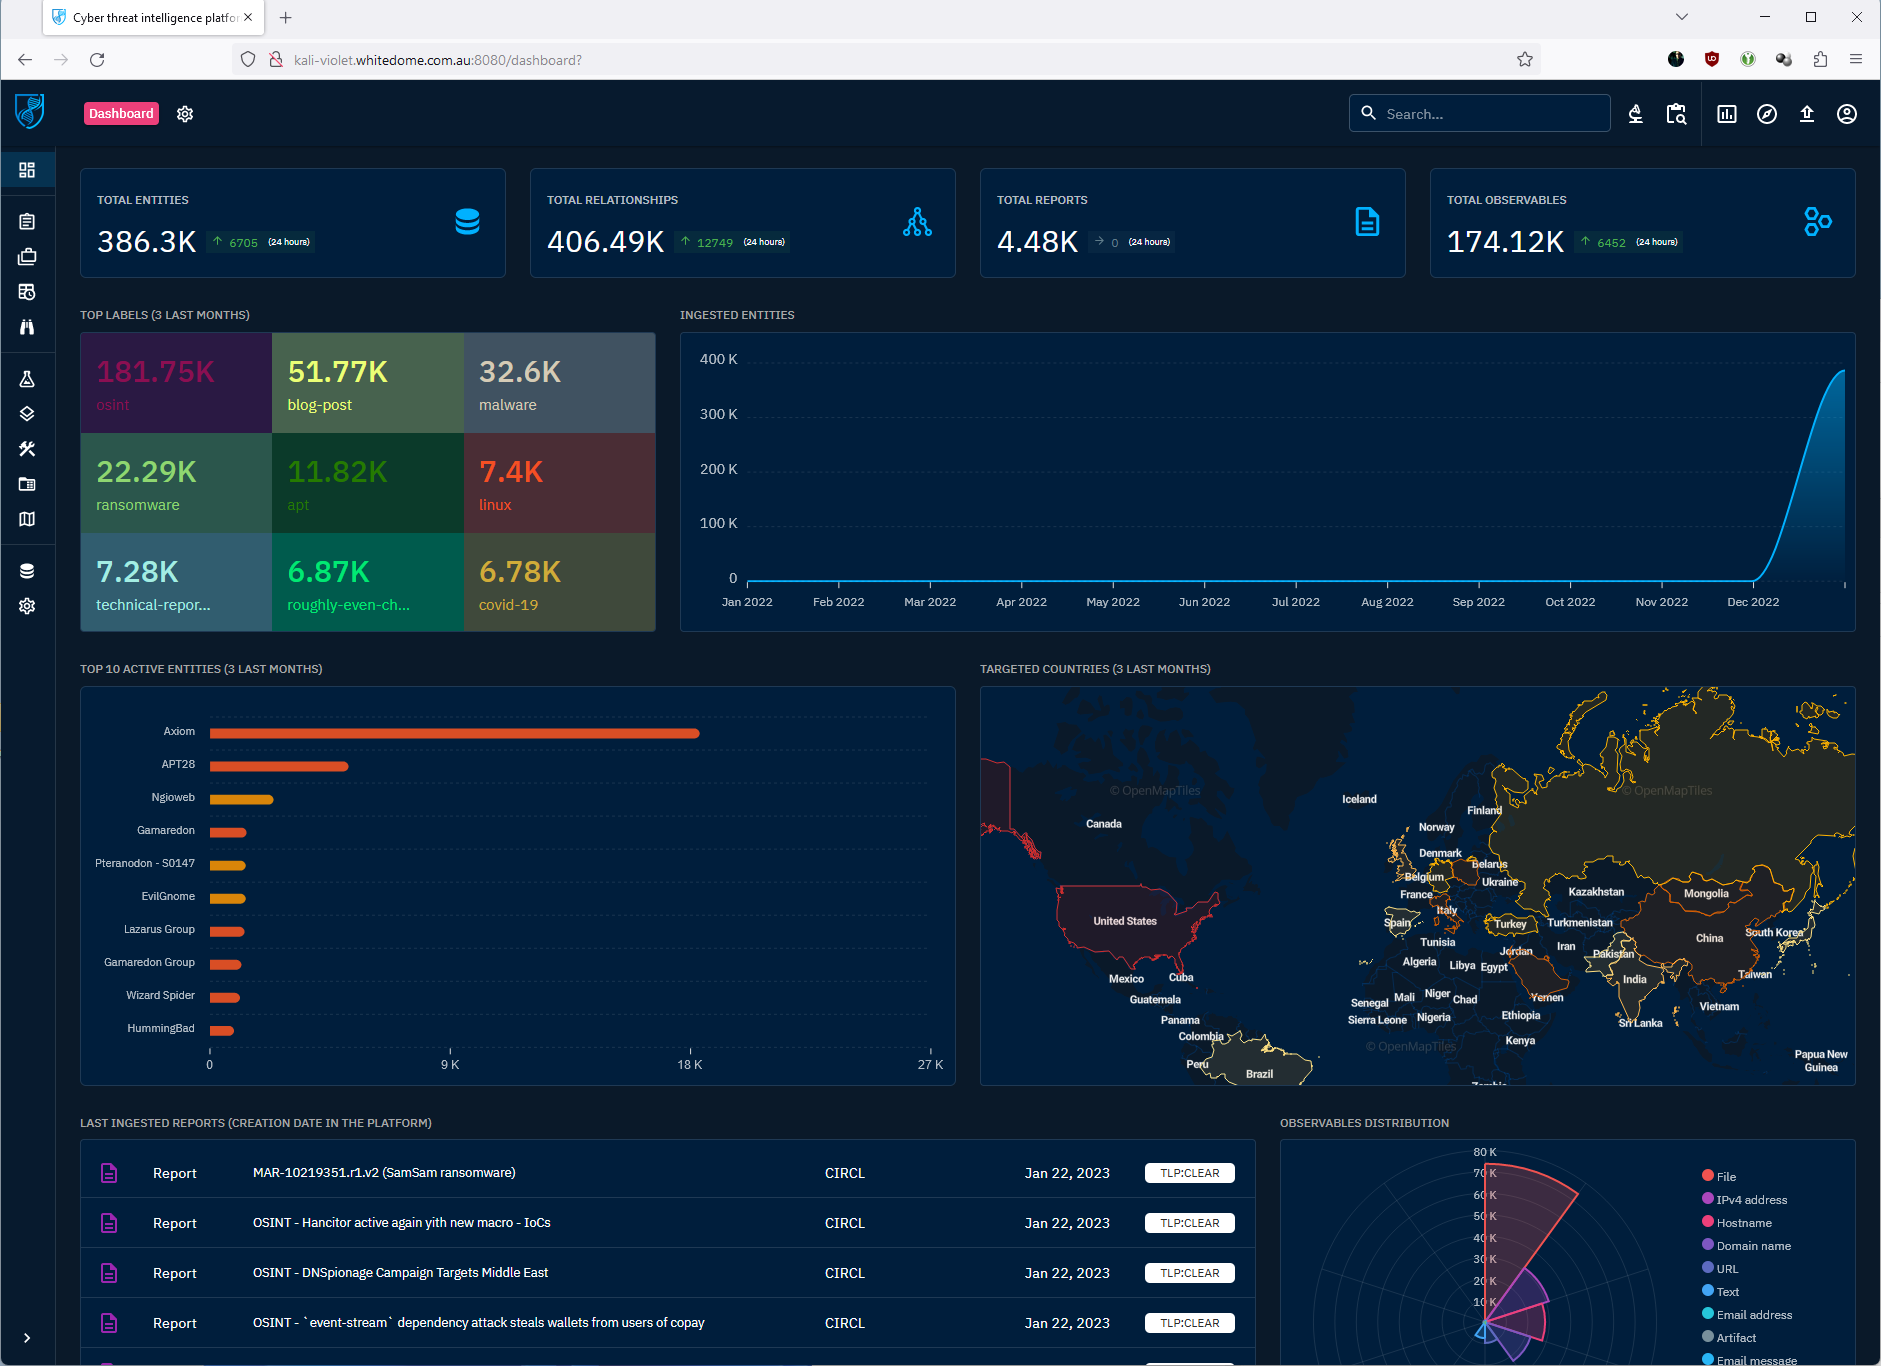 Cyber threat intelligence platfor
kali-violet.whitedome.com.au:8080/dashboard?
Dashboard
Search...
TOTAL ENTITIES
386.3K 6705 (24 hours)
TOTAL RELATIONSHIPS
406.49K 12749 (24 hours)
TOTAL REPORTS
4.48K 0 (24 hours)
TOTAL OBSERVABLES
174.12K 6452 (24 hours)
TOP LABELS (3 LAST MONTHS)
181.75K
osint
51.77K
blog-post
32.6K
malware
22.29K
ransomware
11.82K
apt
7.4K
linux
7.28K
technical-repor...
6.87K
roughly-even-ch...
6.78K
covid-19
INGESTED ENTITIES
400 K
300 K
200 K
100 K
0
Jan 2022 Feb 2022 Mar 2022 Apr 2022 May 2022 Jun 2022 Jul 2022 Aug 2022 Sep 2022 Oct 2022 Nov 2022 Dec 2022
TOP 10 ACTIVE ENTITIES (3 LAST MONTHS)
Axiom
APT28
Ngioweb
Gamaredon
Pteranodon - S0147
EvilGnome
Lazarus Group
Gamaredon Group
Wizard Spider
HummingBad
0 9 K 18 K 27 K
TARGETED COUNTRIES (3 LAST MONTHS)
© OpenMapTiles
© OpenMapTiles
Iceland
Finland
Canada
Norway
Denmark
Belarus
Belgium
Ukraine
France
Kazakhstan
Mongolia
Italy
United States
Spain
Turkey
Turkmenistan
South Korea
China
Tunisia
Iran
Jordan
Pakistan
Algeria
Libya
Egypt
Taiwan
Mexico
Cuba
India
Guatemala
Senegal
Mali
Niger
Chad
Yemen
Vietnam
Panama
Sierra Leone
Nigeria
Ethiopia
Sri Lanka
Colombia
Kenya
© OpenMapTiles
Peru
Brazil
Papua New
Guinea
Zambia
LAST INGESTED REPORTS (CREATION DATE IN THE PLATFORM)
Report MAR-10219351.r1.v2 (SamSam ransomware) CIRCL Jan 22, 2023 TLP:CLEAR
Report OSINT - Hancitor active again yith new macro - IoCs CIRCL Jan 22, 2023 TLP:CLEAR
Report OSINT - DNSpionage Campaign Targets Middle East CIRCL Jan 22, 2023 TLP:CLEAR
Report OSINT - `event-stream` dependency attack steals wallets from users of copay CIRCL Jan 22, 2023 TLP:CLEAR
OBSERVABLES DISTRIBUTION
80 K
70 K
60 K
50 K
40 K
30 K
20 K
10 K
File
IPv4 address
Hostname
Domain name
URL
Text
Email address
Artifact
Email message